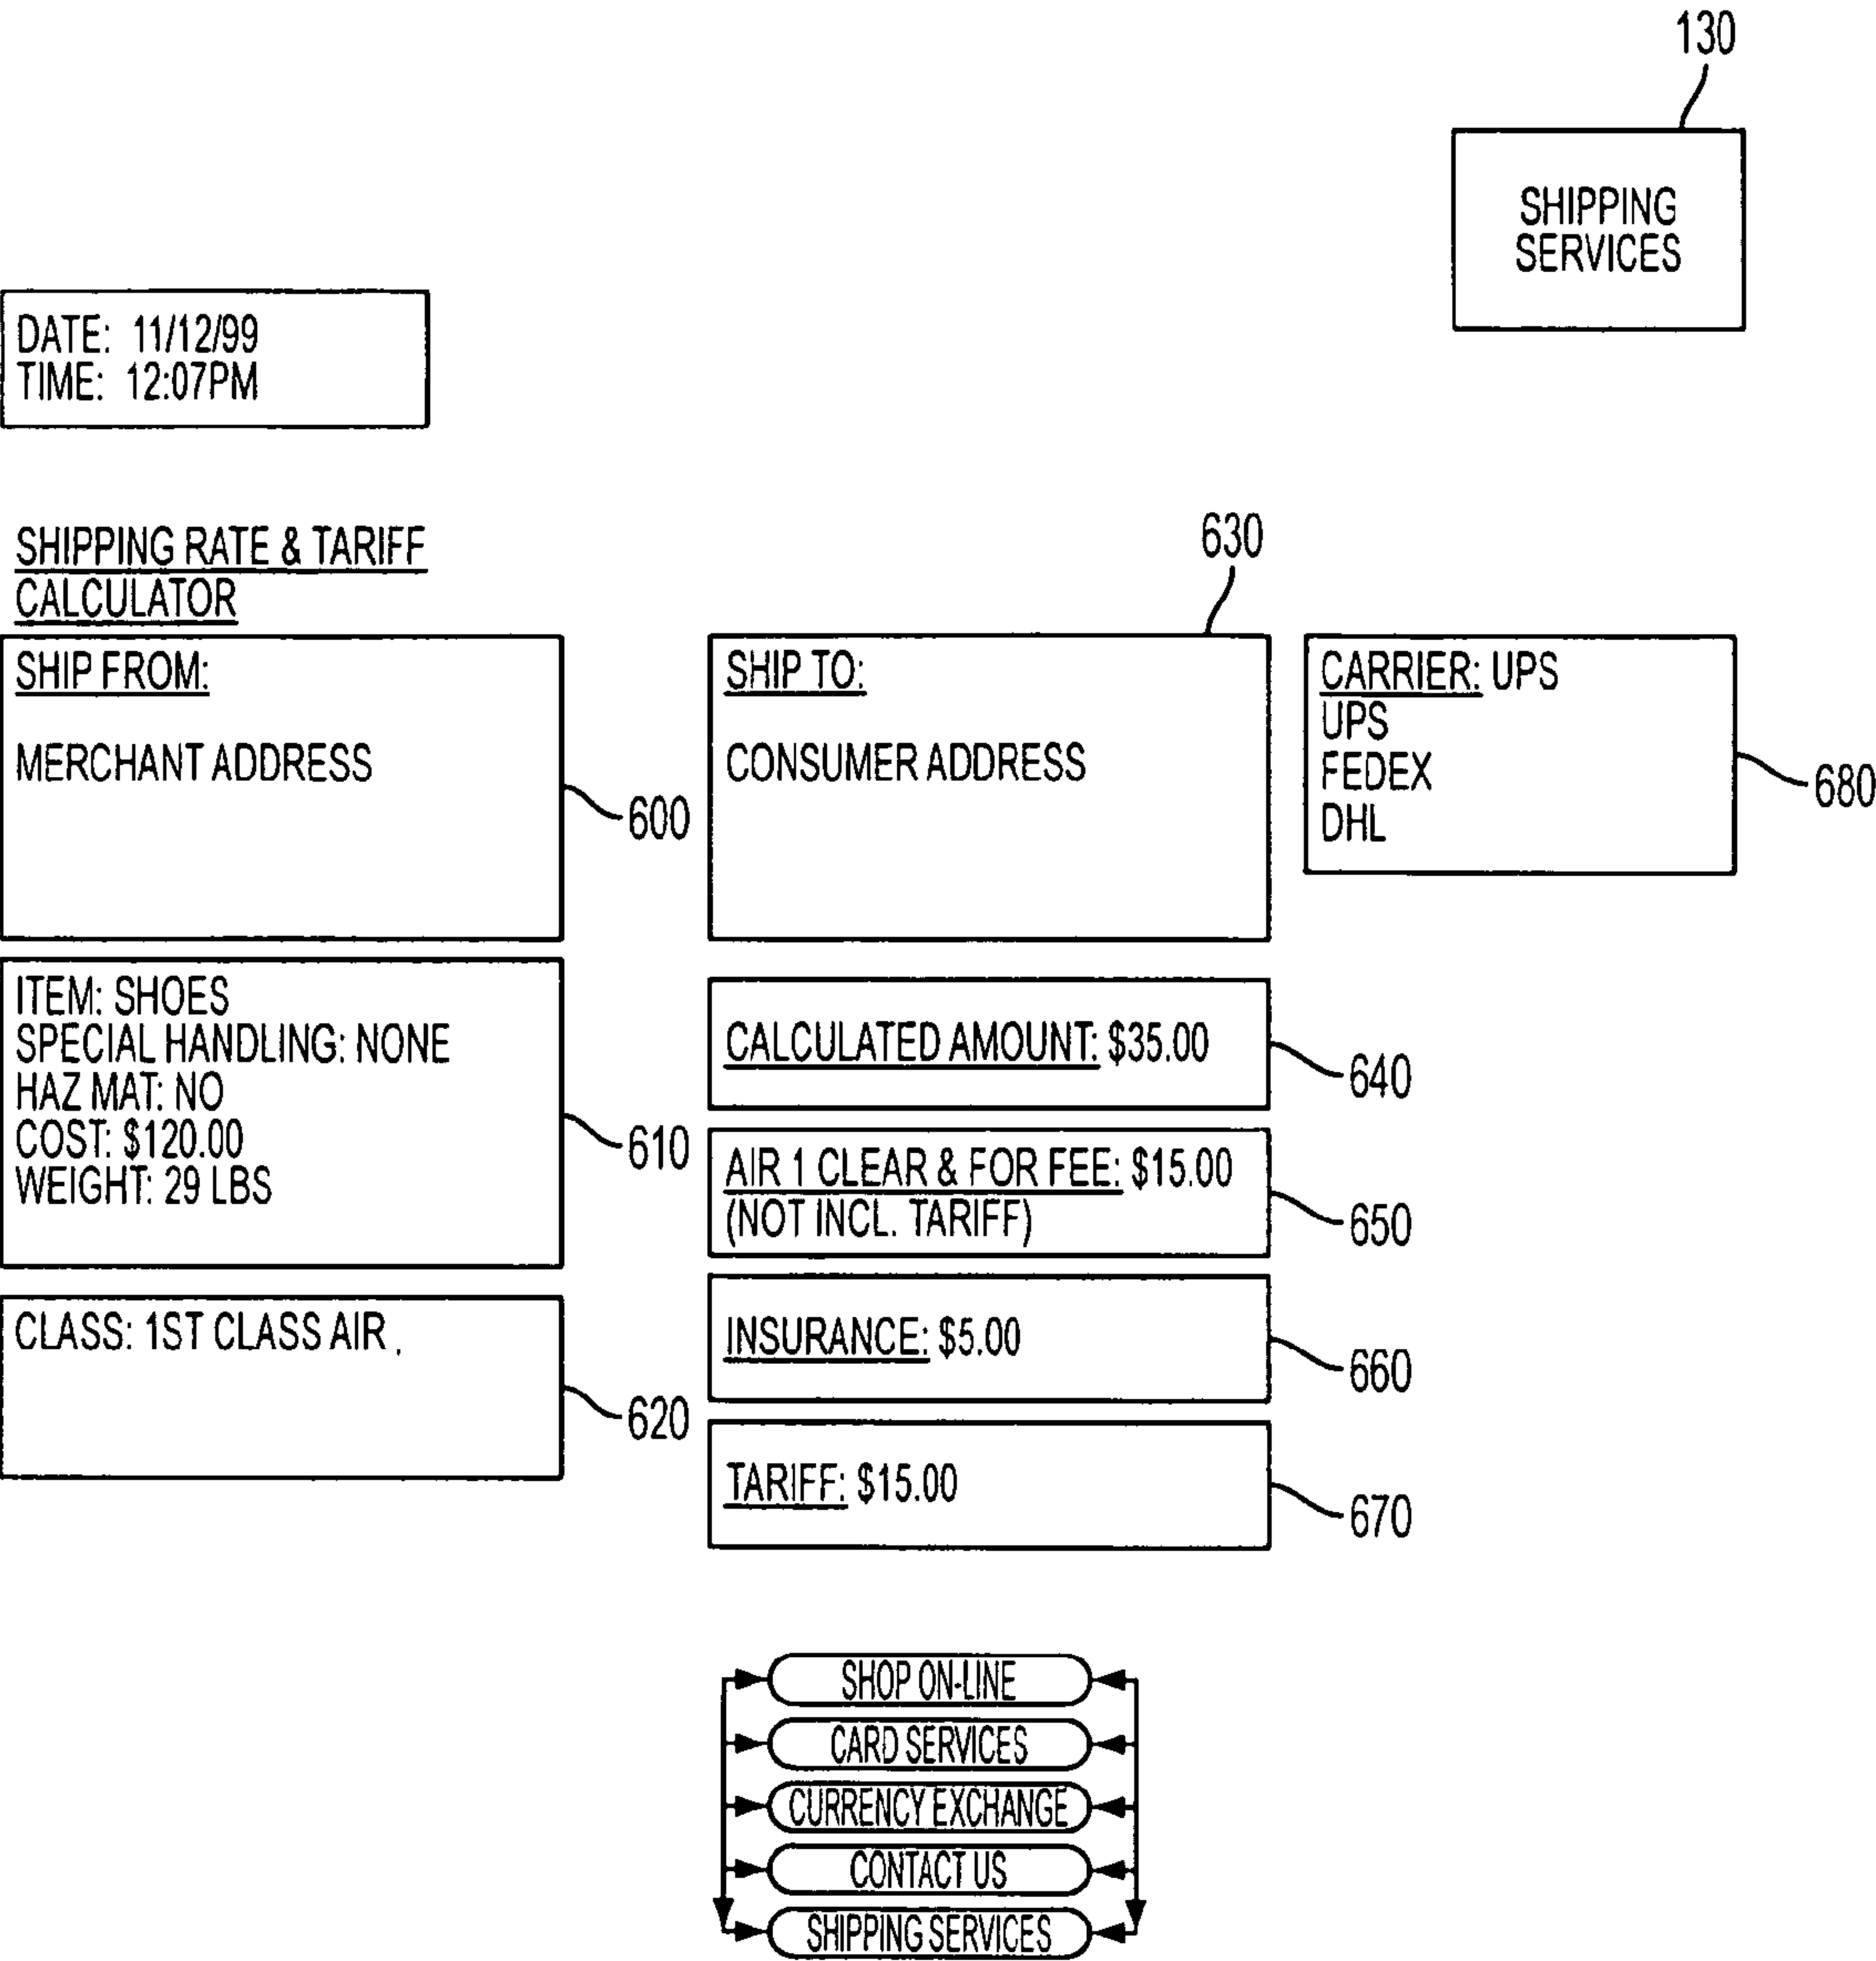 130
SHIPPING
SERVICES
DATE: 11/12/99
TIME: 12:07PM
SHIPPING RATE & TARIFF
CALCULATOR
SHIP FROM:
MERCHANT ADDRESS
600
630
SHIP TO:
CONSUMER ADDRESS
CARRIER: UPS
UPS
FEDEX
DHL
680
ITEM: SHOES
SPECIAL HANDLING: NONE
HAZ MAT: NO
COST: $120.00
WEIGHT: 29 LBS
610
CLASS: 1ST CLASS AIR
620
CALCULATED AMOUNT: $35.00
640
AIR 1 CLEAR & FOR FEE: $15.00
(NOT INCL. TARIFF)
650
INSURANCE: $5.00
660
TARIFF: $15.00
670
SHOP ON-LINE
CARD SERVICES
CURRENCY EXCHANGE
CONTACT US
SHIPPING SERVICES